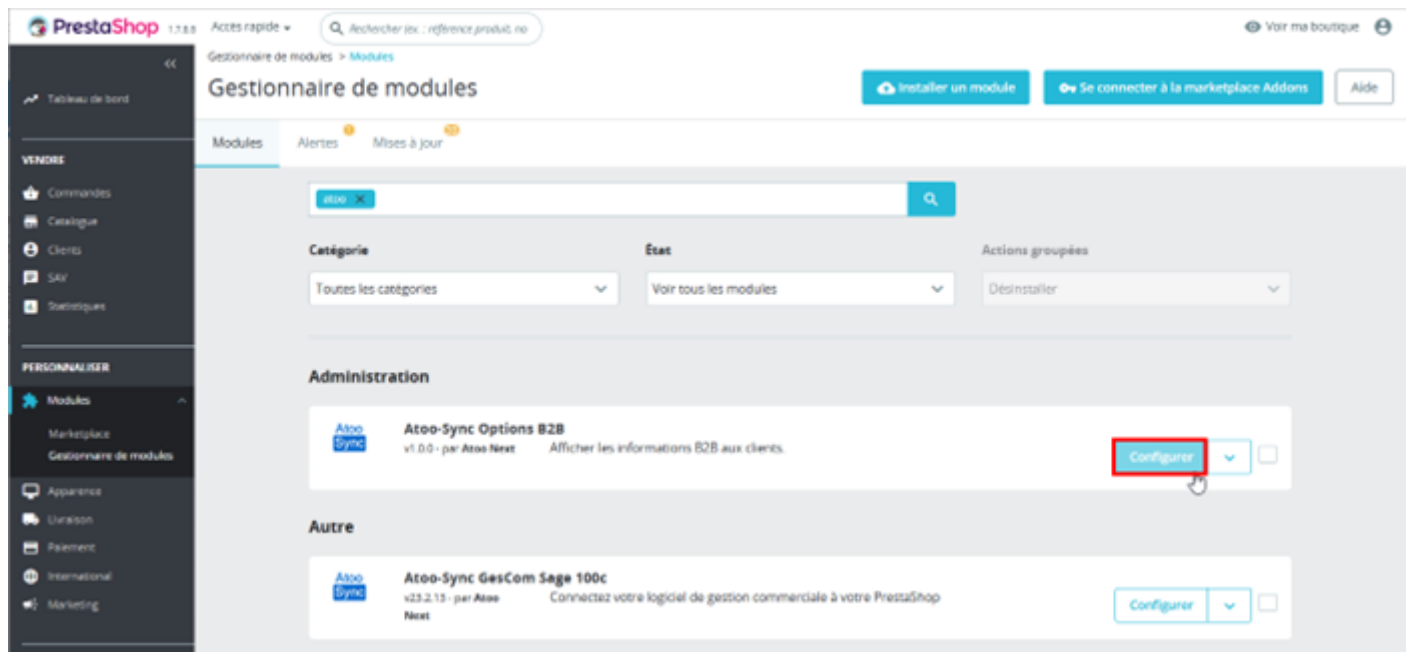 PrestaShop 1.7.8.8 Accès rapide Rechercher (ex. : référence produit, no Voir ma boutique
Gestionnaire de modules > Modules
Gestionnaire de modules
Installer un module Se connecter à la marketplace Addons Aide
Modules Alertes Mises à jour
atoo ×
Catégorie État Actions groupées
Toutes les catégories Voir tous les modules Désinstaller
Tableau de bord
VENDRE
Commandes
Catalogue
Clients
SAV
Statistiques
PERSONNALISER
Modules
Marketplace
Gestionnaire de modules
Apparence
Livraison
Paiement
International
Marketing
Administration
Atoo
Sync
Atoo-Sync Options B2B
v1.0.0 - par Atoo Next Afficher les informations B2B aux clients.
Configurer
Autre
Atoo
Sync
Atoo-Sync GesCom Sage 100c
v23.2.13 - par Atoo Connectez votre logiciel de gestion commerciale à votre PrestaShop
Next
Configurer